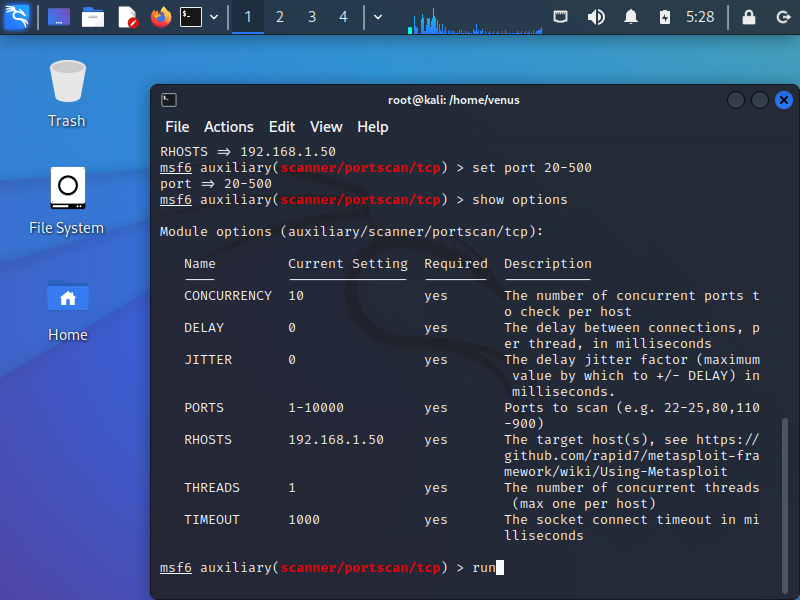 1 2 3 4 5:28
Trash
File System
Home
root@kali: /home/venus
File Actions Edit View Help
RHOSTS => 192.168.1.50
msf6 auxiliary(scanner/portscan/tcp) > set port 20-500
port => 20-500
msf6 auxiliary(scanner/portscan/tcp) > show options
Module options (auxiliary/scanner/portscan/tcp):
Name Current Setting Required Description
CONCURRENCY 10 yes The number of concurrent ports t
o check per host
DELAY 0 yes The delay between connections, p
er thread, in milliseconds
JITTER 0 yes The delay jitter factor (maximum
value by which to +/- DELAY) in
milliseconds.
PORTS 1-10000 yes Ports to scan (e.g. 22-25,80,110
-900)
RHOSTS 192.168.1.50 yes The target host(s), see https://
github.com/rapid7/metasploit-fra
mework/wiki/Using-Metasploit
THREADS 1 yes The number of concurrent threads
(max one per host)
TIMEOUT 1000 yes The socket connect timeout in mi
lliseconds
msf6 auxiliary(scanner/portscan/tcp) > run